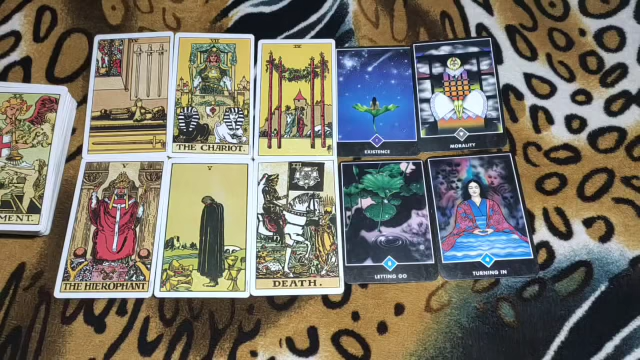 THE CHARIOT.
EXISTENCE
MORALITY
MENT.
THE HIEROPHANT
V
DEATH.
LETTING GO
TURNING IN